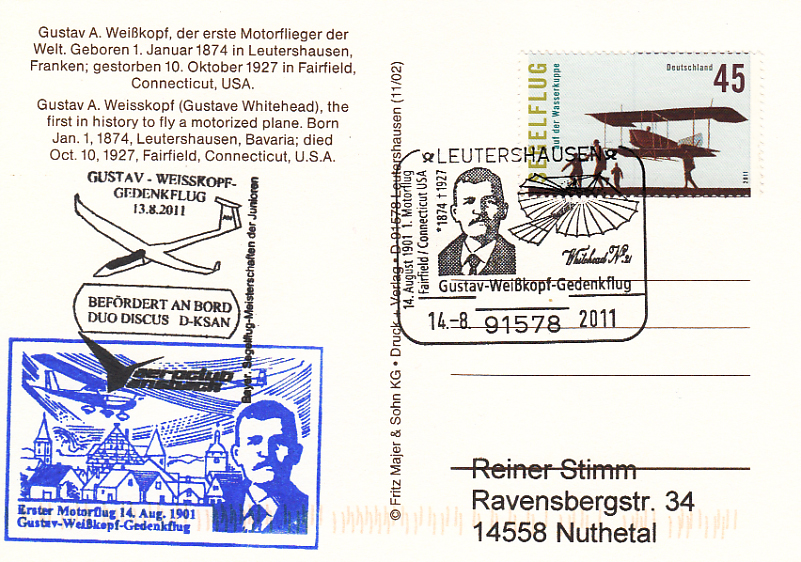 Gustav A. Weißkopf, der erste Motorflieger der
Welt. Geboren 1. Januar 1874 in Leutershausen,
Franken; gestorben 10. Oktober 1927 in Fairfield,
Connecticut, USA.
Gustav A. Weisskopf (Gustave Whitehead), the
first in history to fly a motorized plane. Born
Jan. 1, 1874, Leutershausen, Bavaria; died
Oct. 10, 1927, Fairfield, Connecticut, U.S.A.
GUSTAV - WEISSKOPF-
GEDENKFLUG
13.8.2011
BEFÖRDERT AN BORD
DUO DISCUS D-KSAN
Bayer. Segelflug-Meisterschaften der Junioren
aeroclub
ansbach
Erster Motorflug 14. Aug. 1901
Gustav-Weißkopf-Gedenkflug
© Fritz Majer & Sohn KG • Druck + Verlag • D 91578 Leutershausen (11/02)
SEGELFLUG
auf der Wasserkuppe
Deutschland
45
2011
LEUTERSHAUSEN
14. August 1901 1. Motorflug
Fairfield / Connecticut USA
*1874 †1927
Whitehead Nº 21
Gustav-Weißkopf-Gedenkflug
14.-8. 91578 2011
Reiner Stimm
Ravensbergstr. 34
14558 Nuthetal